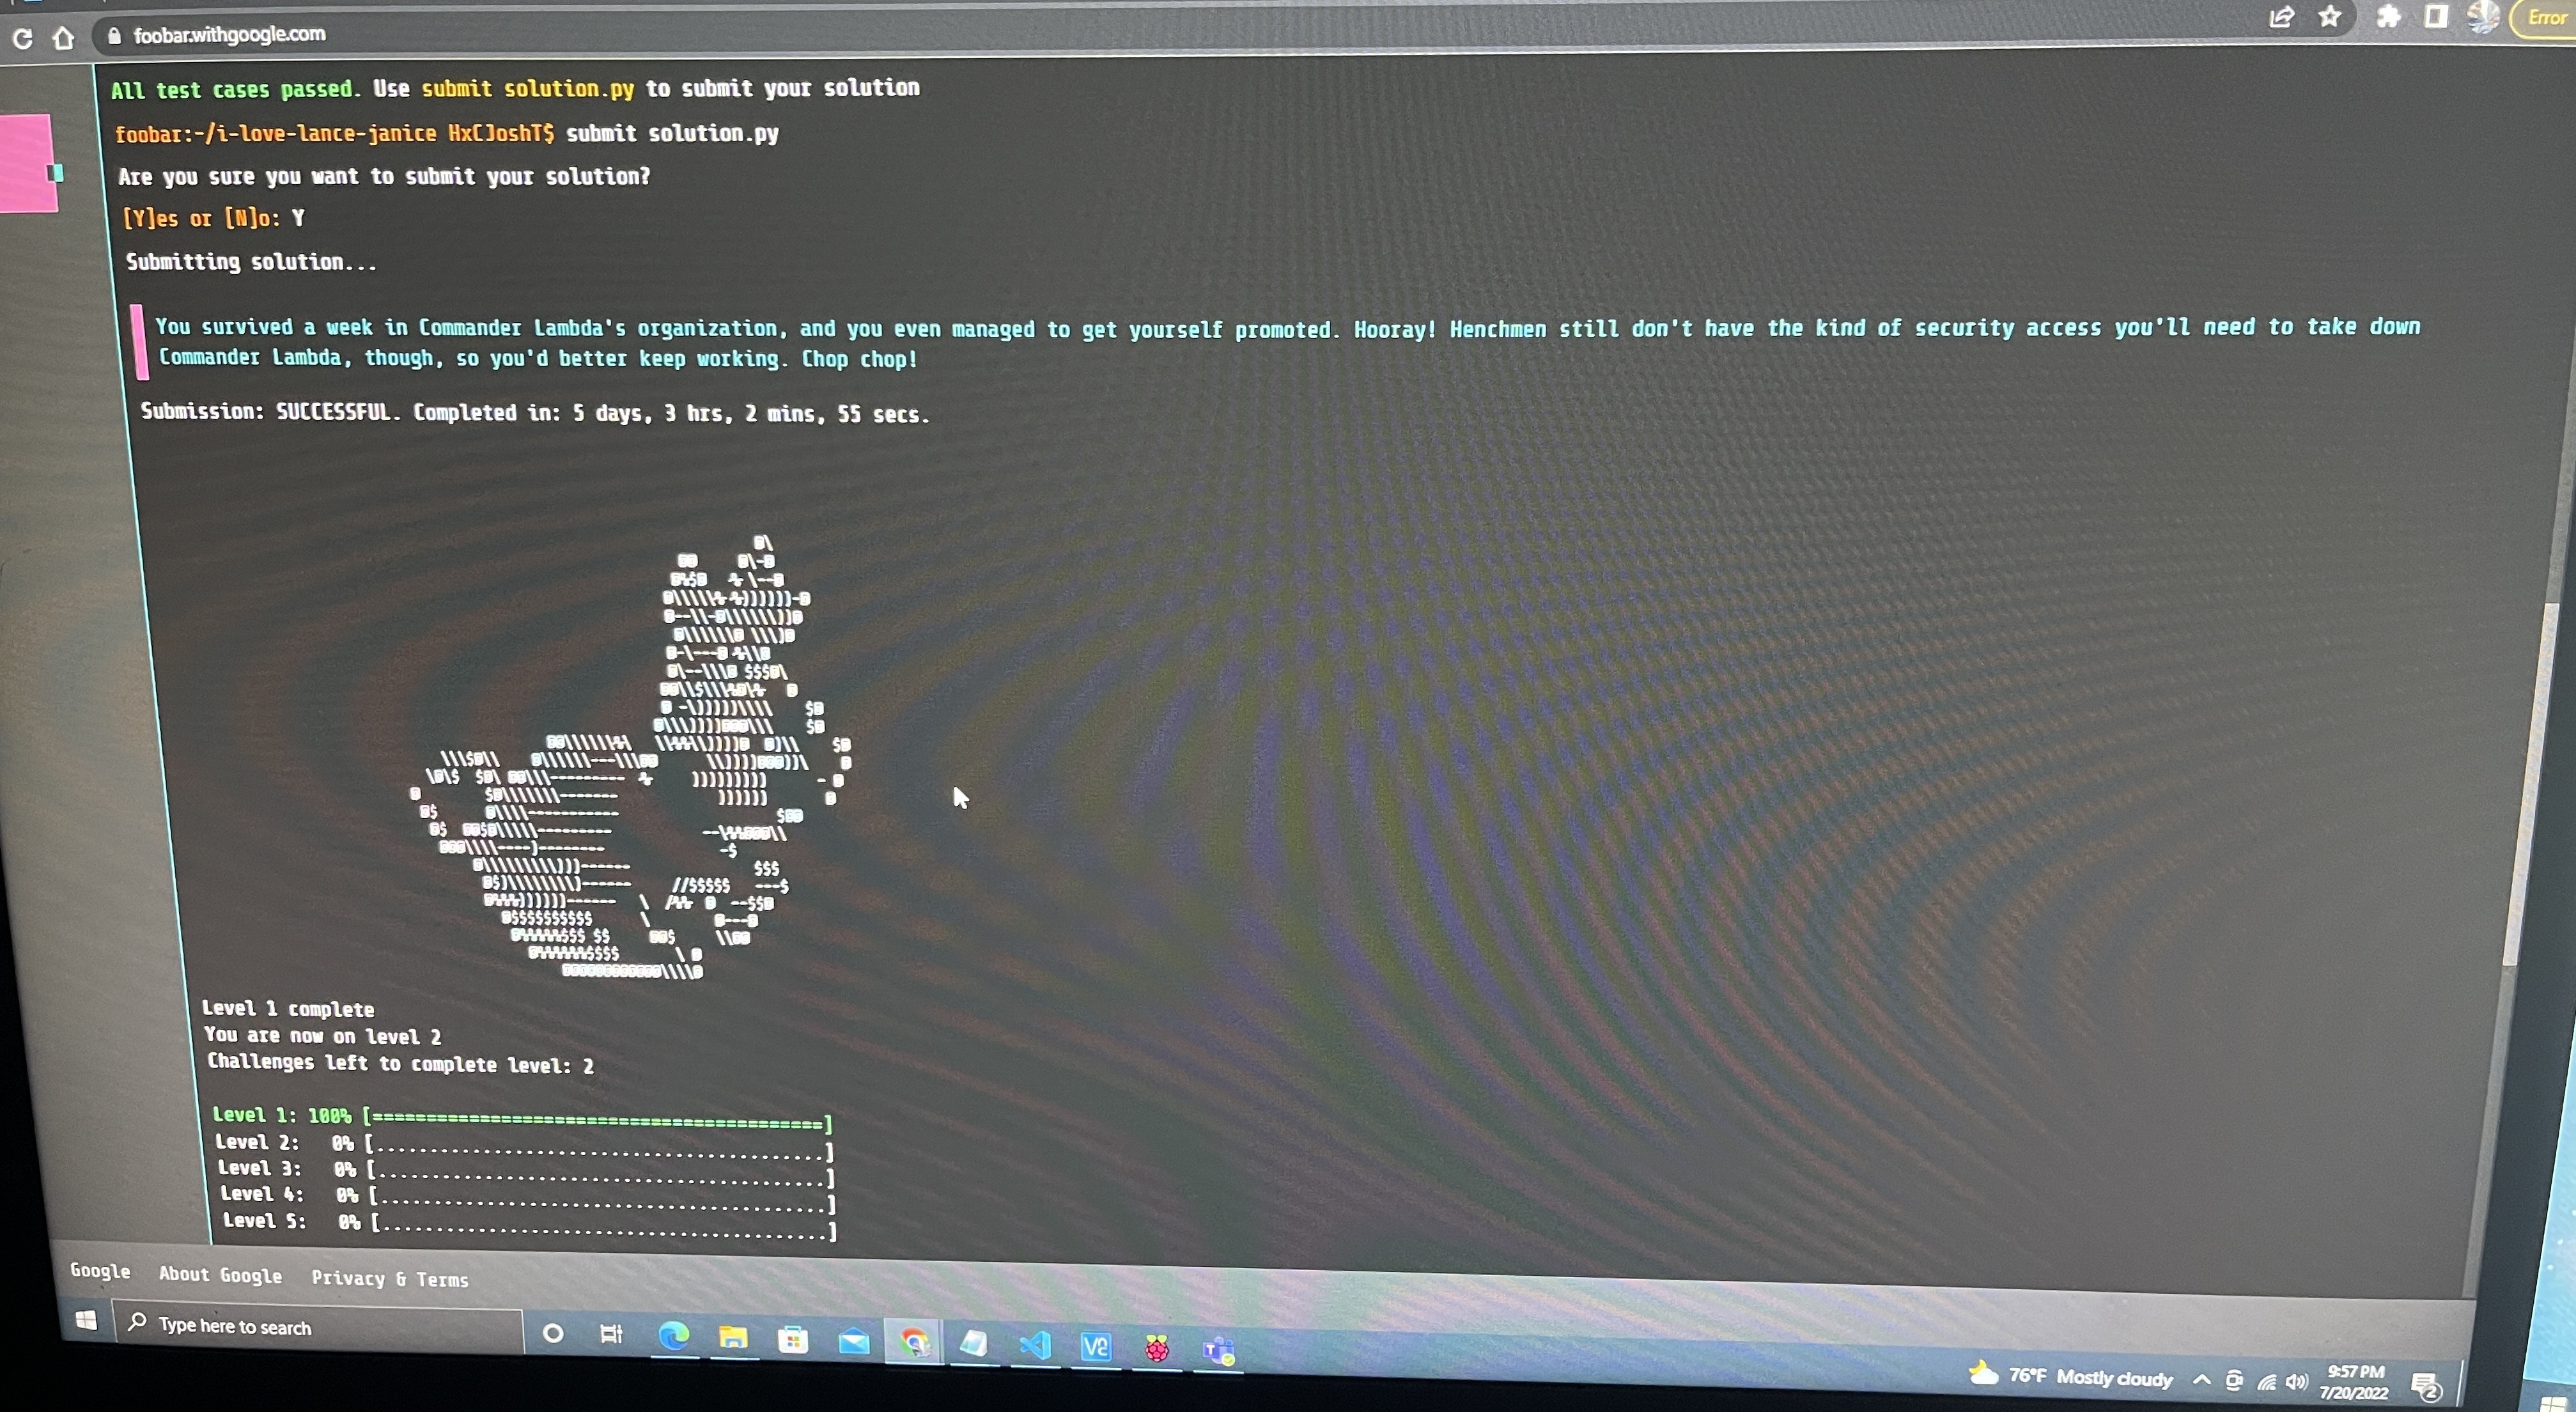 foobar.withgoogle.com
Error
All test cases passed. Use submit solution.py to submit your solution
foobar:~/i-love-lance-janice HxCJoshT$ submit solution.py
Are you sure you want to submit your solution?
[Y]es or [N]o: Y
Submitting solution...
You survived a week in Commander Lambda's organization, and you even managed to get yourself promoted. Hooray! Henchmen still don't have the kind of security access you'll need to take down
Commander Lambda, though, so you'd better keep working. Chop chop!
Submission: SUCCESSFUL. Completed in: 5 days, 3 hrs, 2 mins, 55 secs.
Level 1 complete
You are now on level 2
Challenges left to complete level: 2
Level 1: 100% [==========================================]
Level 2: 0% [..........................................]
Level 3: 0% [..........................................]
Level 4: 0% [..........................................]
Level 5: 0% [..........................................]
Google About Google Privacy & Terms
Type here to search
76°F Mostly cloudy
9:57 PM
7/20/2022
2